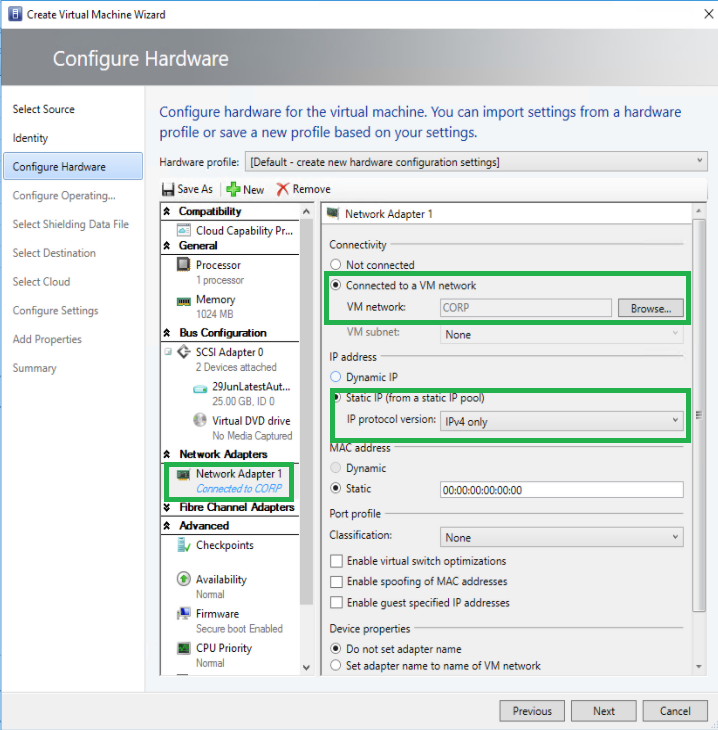 Create Virtual Machine Wizard
Configure Hardware
Select Source
Identity
Configure Hardware
Configure Operating...
Select Shielding Data File
Select Destination
Select Cloud
Configure Settings
Add Properties
Summary
Configure hardware for the virtual machine. You can import settings from a hardware
profile or save a new profile based on your settings.
Hardware profile: [Default - create new hardware configuration settings]
Save As New Remove
Compatibility
Cloud Capability Pr...
General
Processor
1 processor
Memory
1024 MB
Bus Configuration
SCSI Adapter 0
2 Devices attached
29JunLatestAut...
25.00 GB, ID 0
Virtual DVD drive
No Media Captured
Network Adapters
Network Adapter 1
Connected to CORP
Fibre Channel Adapters
Advanced
Checkpoints
Availability
Normal
Firmware
Secure boot Enabled
CPU Priority
Normal
Network Adapter 1
Connectivity
Not connected
Connected to a VM network
VM network: CORP Browse...
VM subnet: None
IP address
Dynamic IP
Static IP (from a static IP pool)
IP protocol version: IPv4 only
MAC address
Dynamic
Static 00:00:00:00:00:00
Port profile
Classification: None
Enable virtual switch optimizations
Enable spoofing of MAC addresses
Enable guest specified IP addresses
Device properties
Do not set adapter name
Set adapter name to name of VM network
Previous Next Cancel